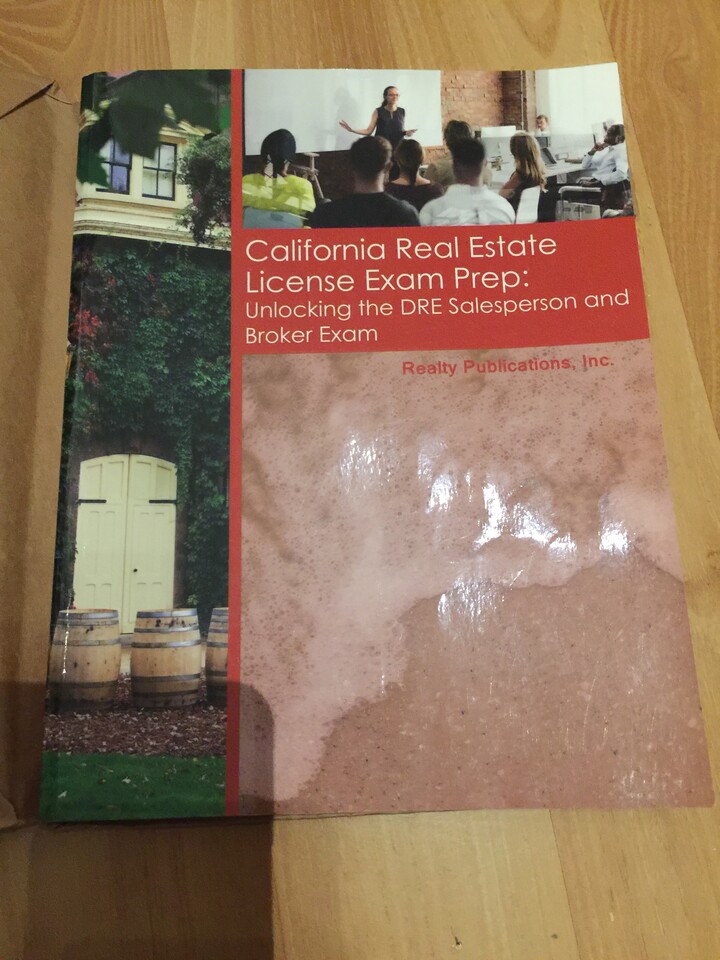 California Real Estate
License Exam Prep:
Unlocking the DRE Salesperson and
Broker Exam
Realty Publications, Inc.